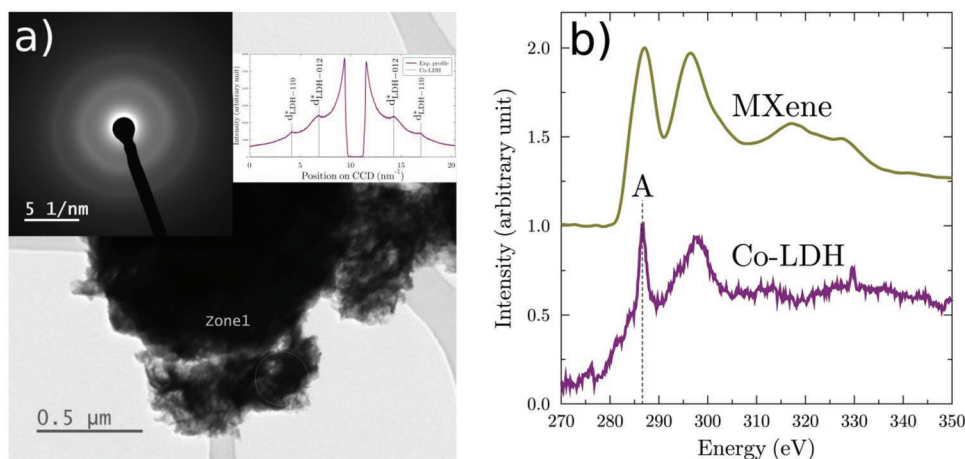 a)
5 1/nm
Intensity (arbitrary unit)
d*LDH−110
d*LDH−012
d*LDH−012
d*LDH−110
Exp. profile
Co-LDH
0 5 10 15 20
Position on CCD (nm⁻¹)
Zone1
0.5 μm
b)
Intensity (arbitrary unit)
2.0
1.5
1.0
0.5
0.0
MXene
A
Co-LDH
270 280 290 300 310 320 330 340 350
Energy (eV)